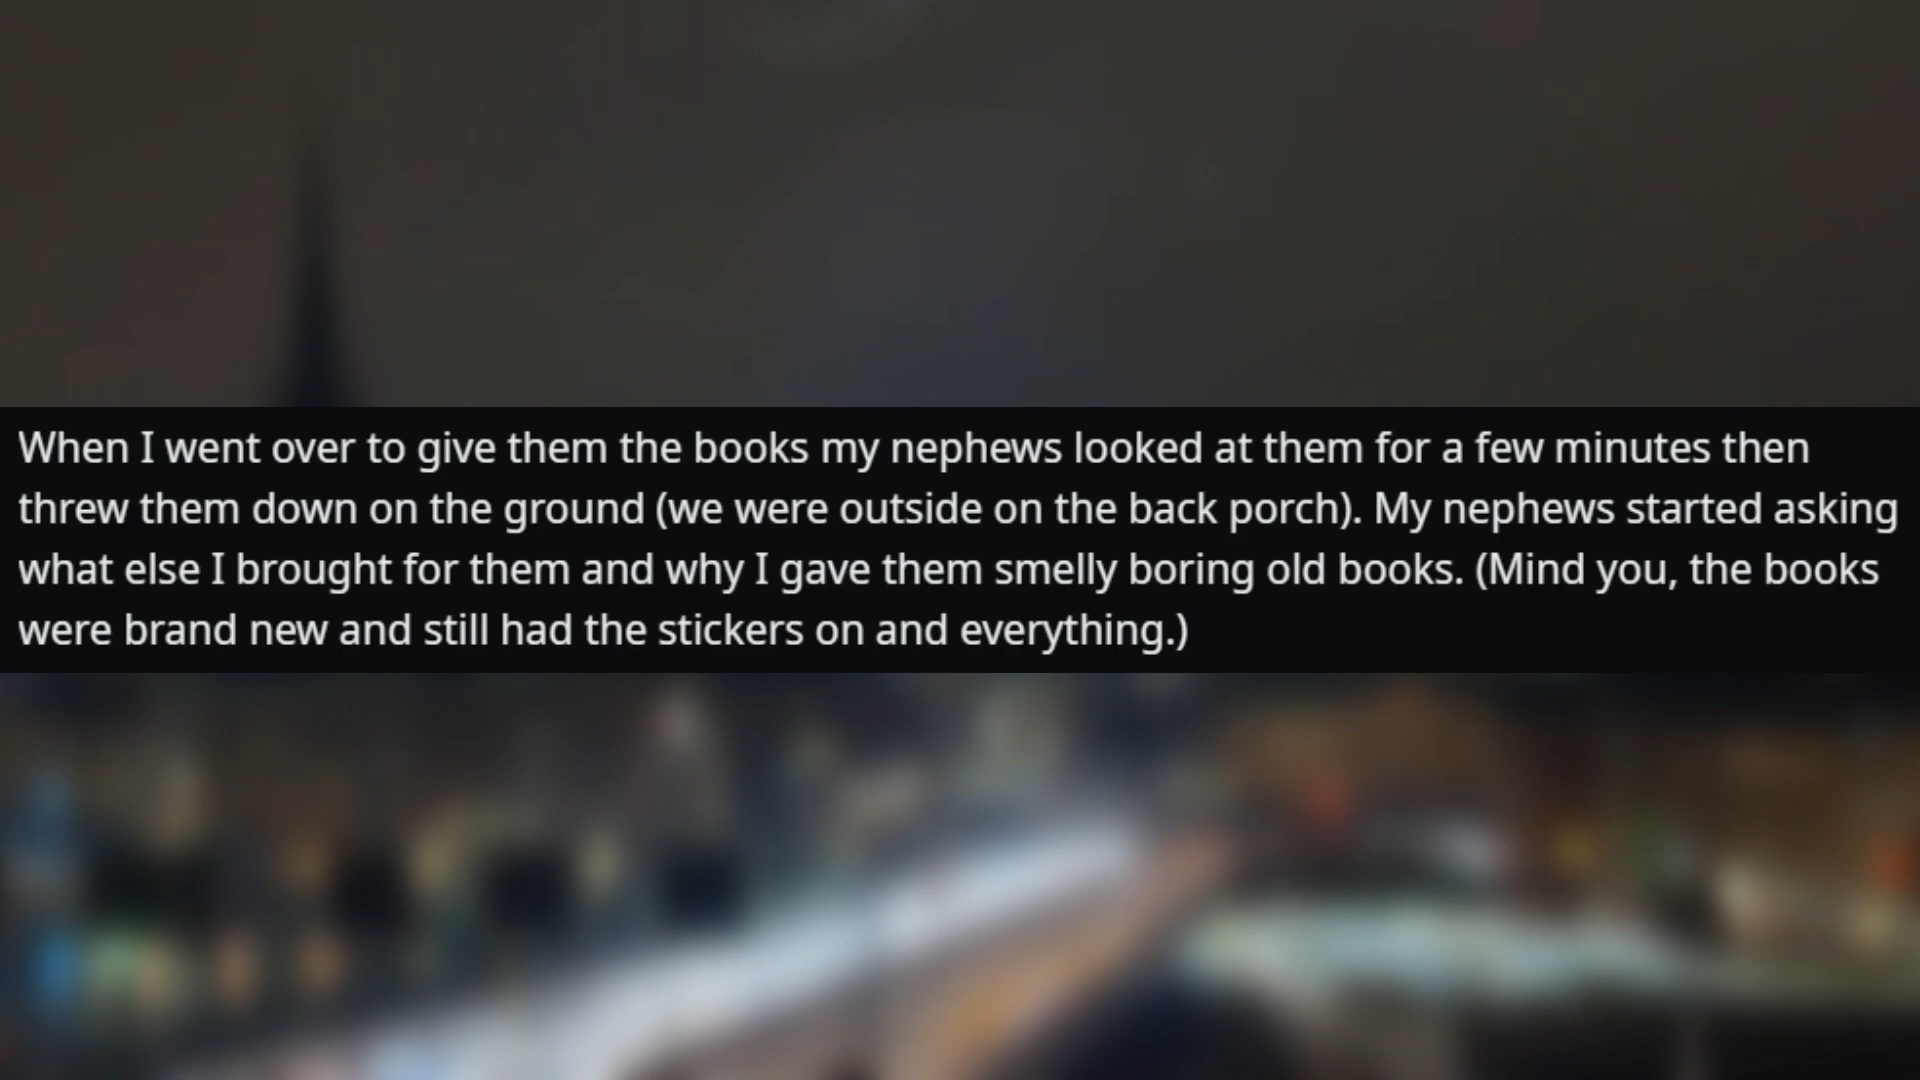 When I went over to give them the books my nephews looked at them for a few minutes then
threw them down on the ground (we were outside on the back porch). My nephews started asking
what else I brought for them and why I gave them smelly boring old books. (Mind you, the books
were brand new and still had the stickers on and everything.)